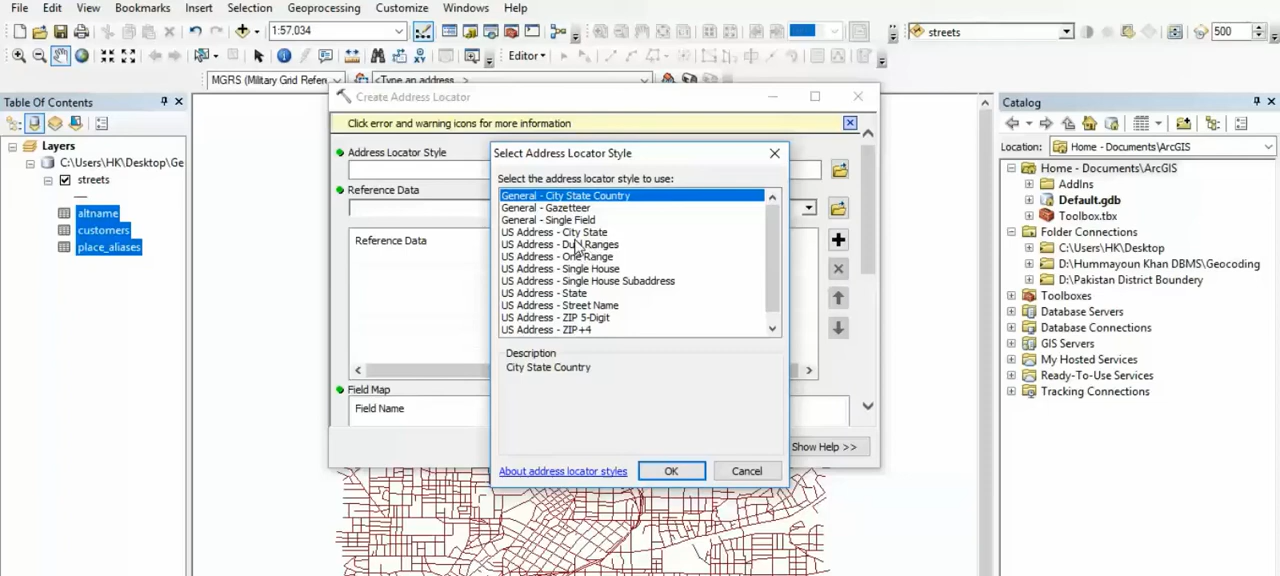 File Edit View Bookmarks Insert Selection Geoprocessing Customize Windows Help
1:57,034
streets
500
Editor
MGRS (Military Grid Referen
<Type an address...>
Table Of Contents
Layers
C:\Users\HK\Desktop\Ge
streets
altname
customers
place_aliases
Create Address Locator
Click error and warning icons for more information
Address Locator Style
Reference Data
Reference Data
Field Map
Field Name
Show Help >>
Select Address Locator Style
Select the address locator style to use:
General - City State Country
General - Gazetteer
General - Single Field
US Address - City State
US Address - Dual Ranges
US Address - One Range
US Address - Single House
US Address - Single House Subaddress
US Address - State
US Address - Street Name
US Address - ZIP 5-Digit
US Address - ZIP+4
Description
City State Country
About address locator styles
OK
Cancel
Catalog
Location: Home - Documents\ArcGIS
Home - Documents\ArcGIS
AddIns
Default.gdb
Toolbox.tbx
Folder Connections
C:\Users\HK\Desktop
D:\Hummayoun Khan DBMS\Geocoding
D:\Pakistan District Boundery
Toolboxes
Database Servers
Database Connections
GIS Servers
My Hosted Services
Ready-To-Use Services
Tracking Connections